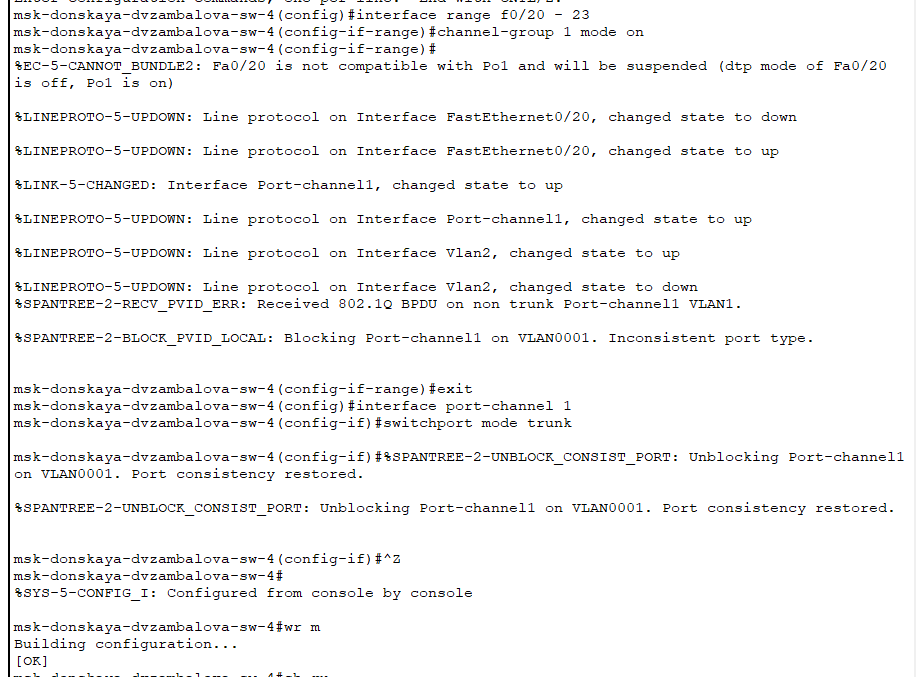 msk-donskaya-dvzambalova-sw-4(config)#interface range f0/20 - 23
msk-donskaya-dvzambalova-sw-4(config-if-range)#channel-group 1 mode on
msk-donskaya-dvzambalova-sw-4(config-if-range)#
%EC-5-CANNOT_BUNDLE2: Fa0/20 is not compatible with Po1 and will be suspended (dtp mode of Fa0/20
is off, Po1 is on)
%LINEPROTO-5-UPDOWN: Line protocol on Interface FastEthernet0/20, changed state to down
%LINEPROTO-5-UPDOWN: Line protocol on Interface FastEthernet0/20, changed state to up
%LINK-5-CHANGED: Interface Port-channel1, changed state to up
%LINEPROTO-5-UPDOWN: Line protocol on Interface Port-channel1, changed state to up
%LINEPROTO-5-UPDOWN: Line protocol on Interface Vlan2, changed state to up
%LINEPROTO-5-UPDOWN: Line protocol on Interface Vlan2, changed state to down
%SPANTREE-2-RECV_PVID_ERR: Received 802.1Q BPDU on non trunk Port-channel1 VLAN1.
%SPANTREE-2-BLOCK_PVID_LOCAL: Blocking Port-channel1 on VLAN0001. Inconsistent port type.
msk-donskaya-dvzambalova-sw-4(config-if-range)#exit
msk-donskaya-dvzambalova-sw-4(config)#interface port-channel 1
msk-donskaya-dvzambalova-sw-4(config-if)#switchport mode trunk
msk-donskaya-dvzambalova-sw-4(config-if)#%SPANTREE-2-UNBLOCK_CONSIST_PORT: Unblocking Port-channel1
on VLAN0001. Port consistency restored.
%SPANTREE-2-UNBLOCK_CONSIST_PORT: Unblocking Port-channel1 on VLAN0001. Port consistency restored.
msk-donskaya-dvzambalova-sw-4(config-if)#^Z
msk-donskaya-dvzambalova-sw-4#
%SYS-5-CONFIG_I: Configured from console by console
msk-donskaya-dvzambalova-sw-4#wr m
Building configuration...
[OK]